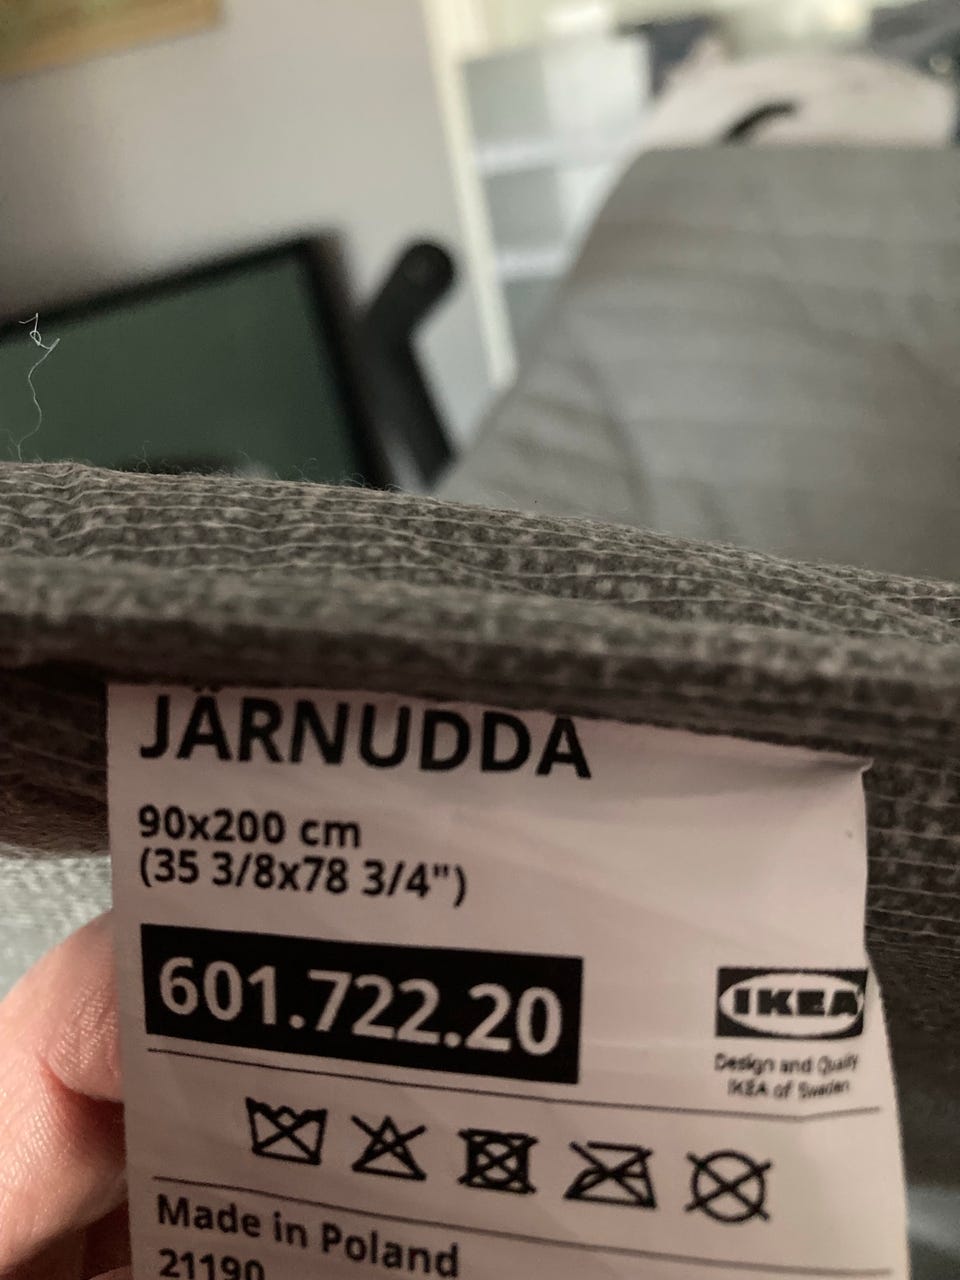 JÄRNUDDA
90x200 cm
(35 3/8x78 3/4")
601.722.20
IKEA
Design and Quality
IKEA of Sweden
Made in Poland
21190